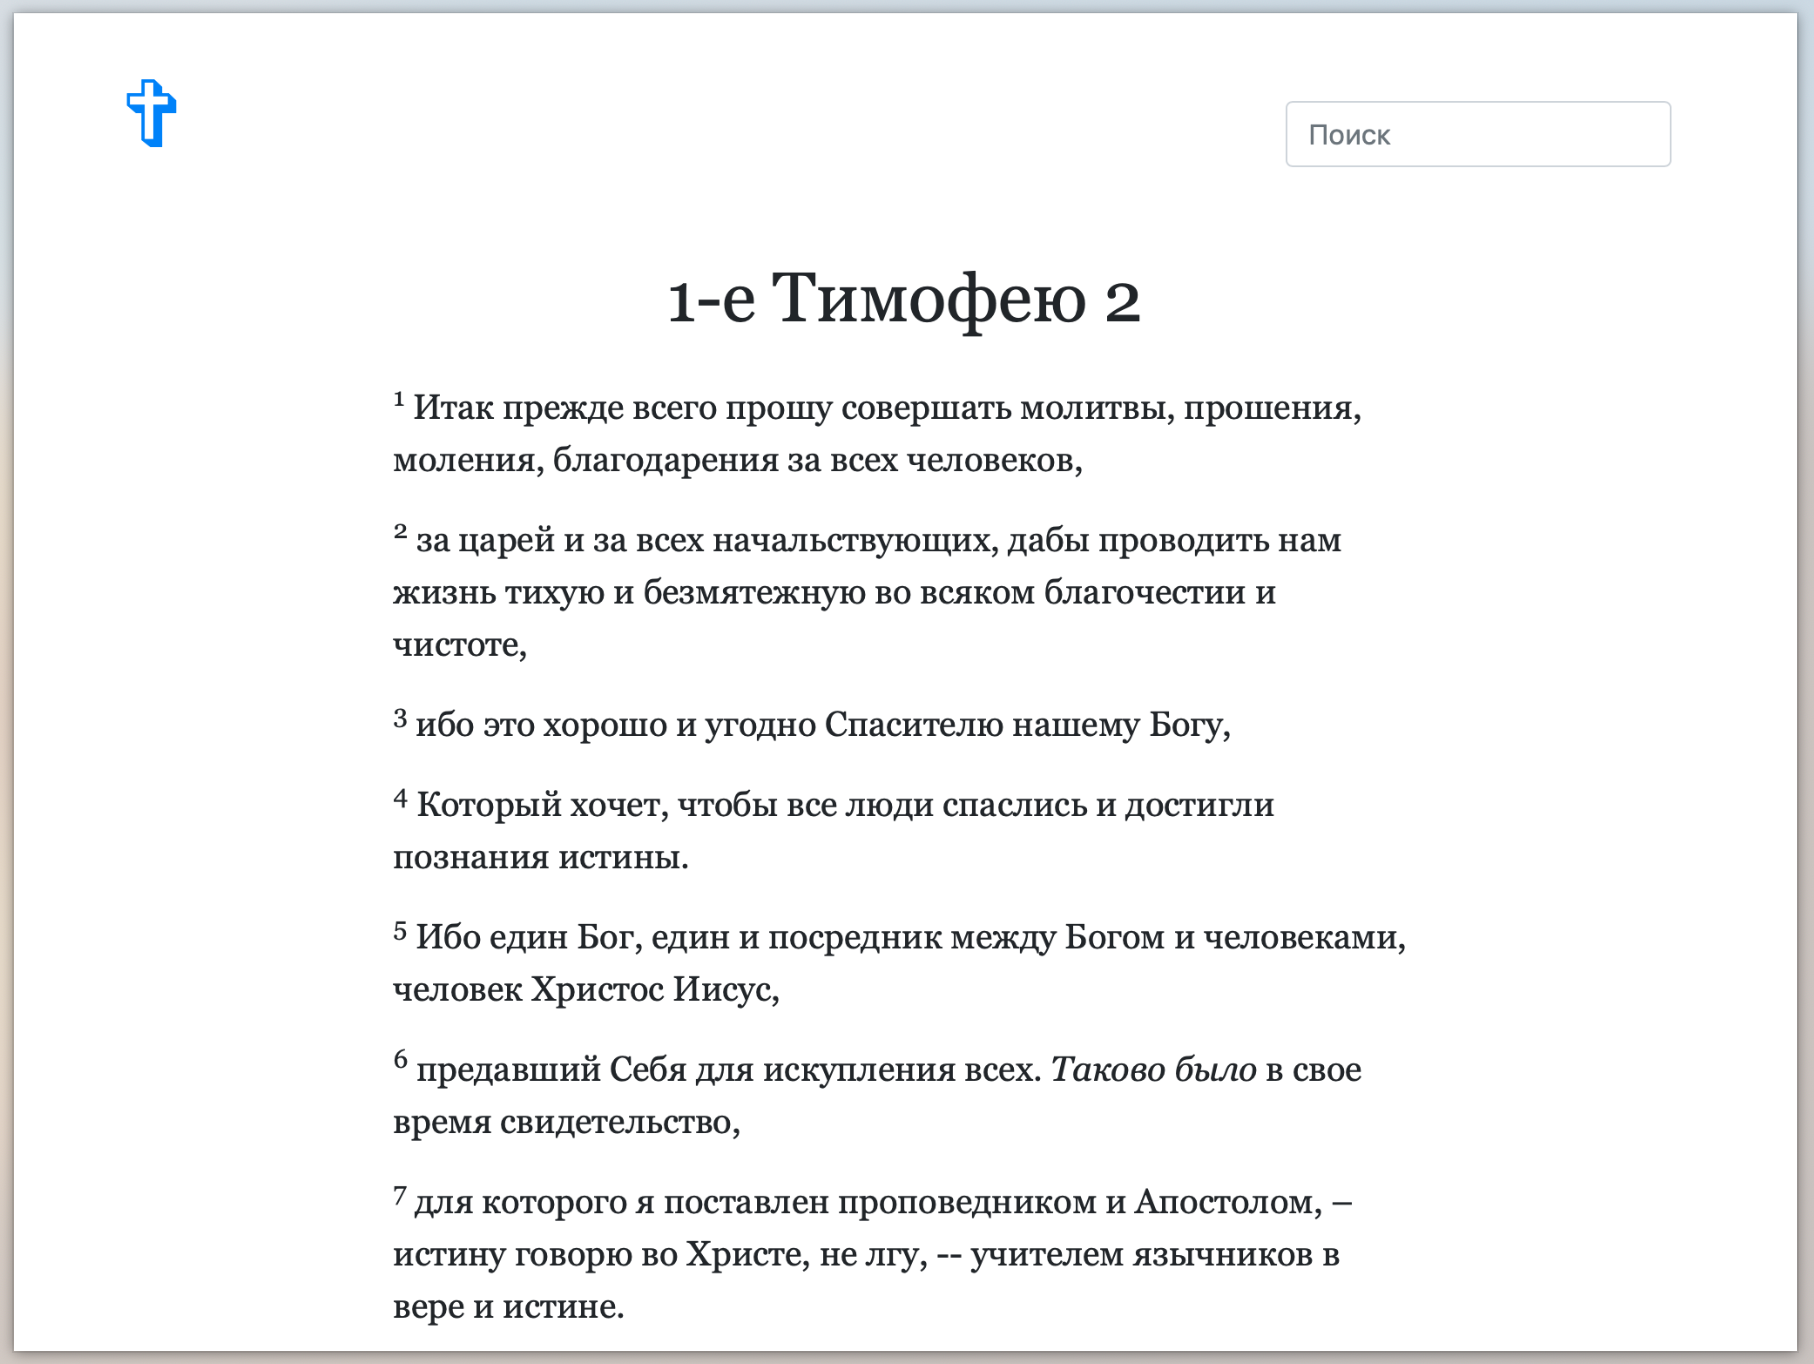 Поиск
1-е Тимофею 2
1 Итак прежде всего прошу совершать молитвы, прошения,
моления, благодарения за всех человеков,
2 за царей и за всех начальствующих, дабы проводить нам
жизнь тихую и безмятежную во всяком благочестии и
чистоте,
3 ибо это хорошо и угодно Спасителю нашему Богу,
4 Который хочет, чтобы все люди спаслись и достигли
познания истины.
5 Ибо един Бог, един и посредник между Богом и человеками,
человек Христос Иисус,
6 предавший Себя для искупления всех. Таково было в свое
время свидетельство,
7 для которого я поставлен проповедником и Апостолом, –
истину говорю во Христе, не лгу, -- учителем язычников в
вере и истине.